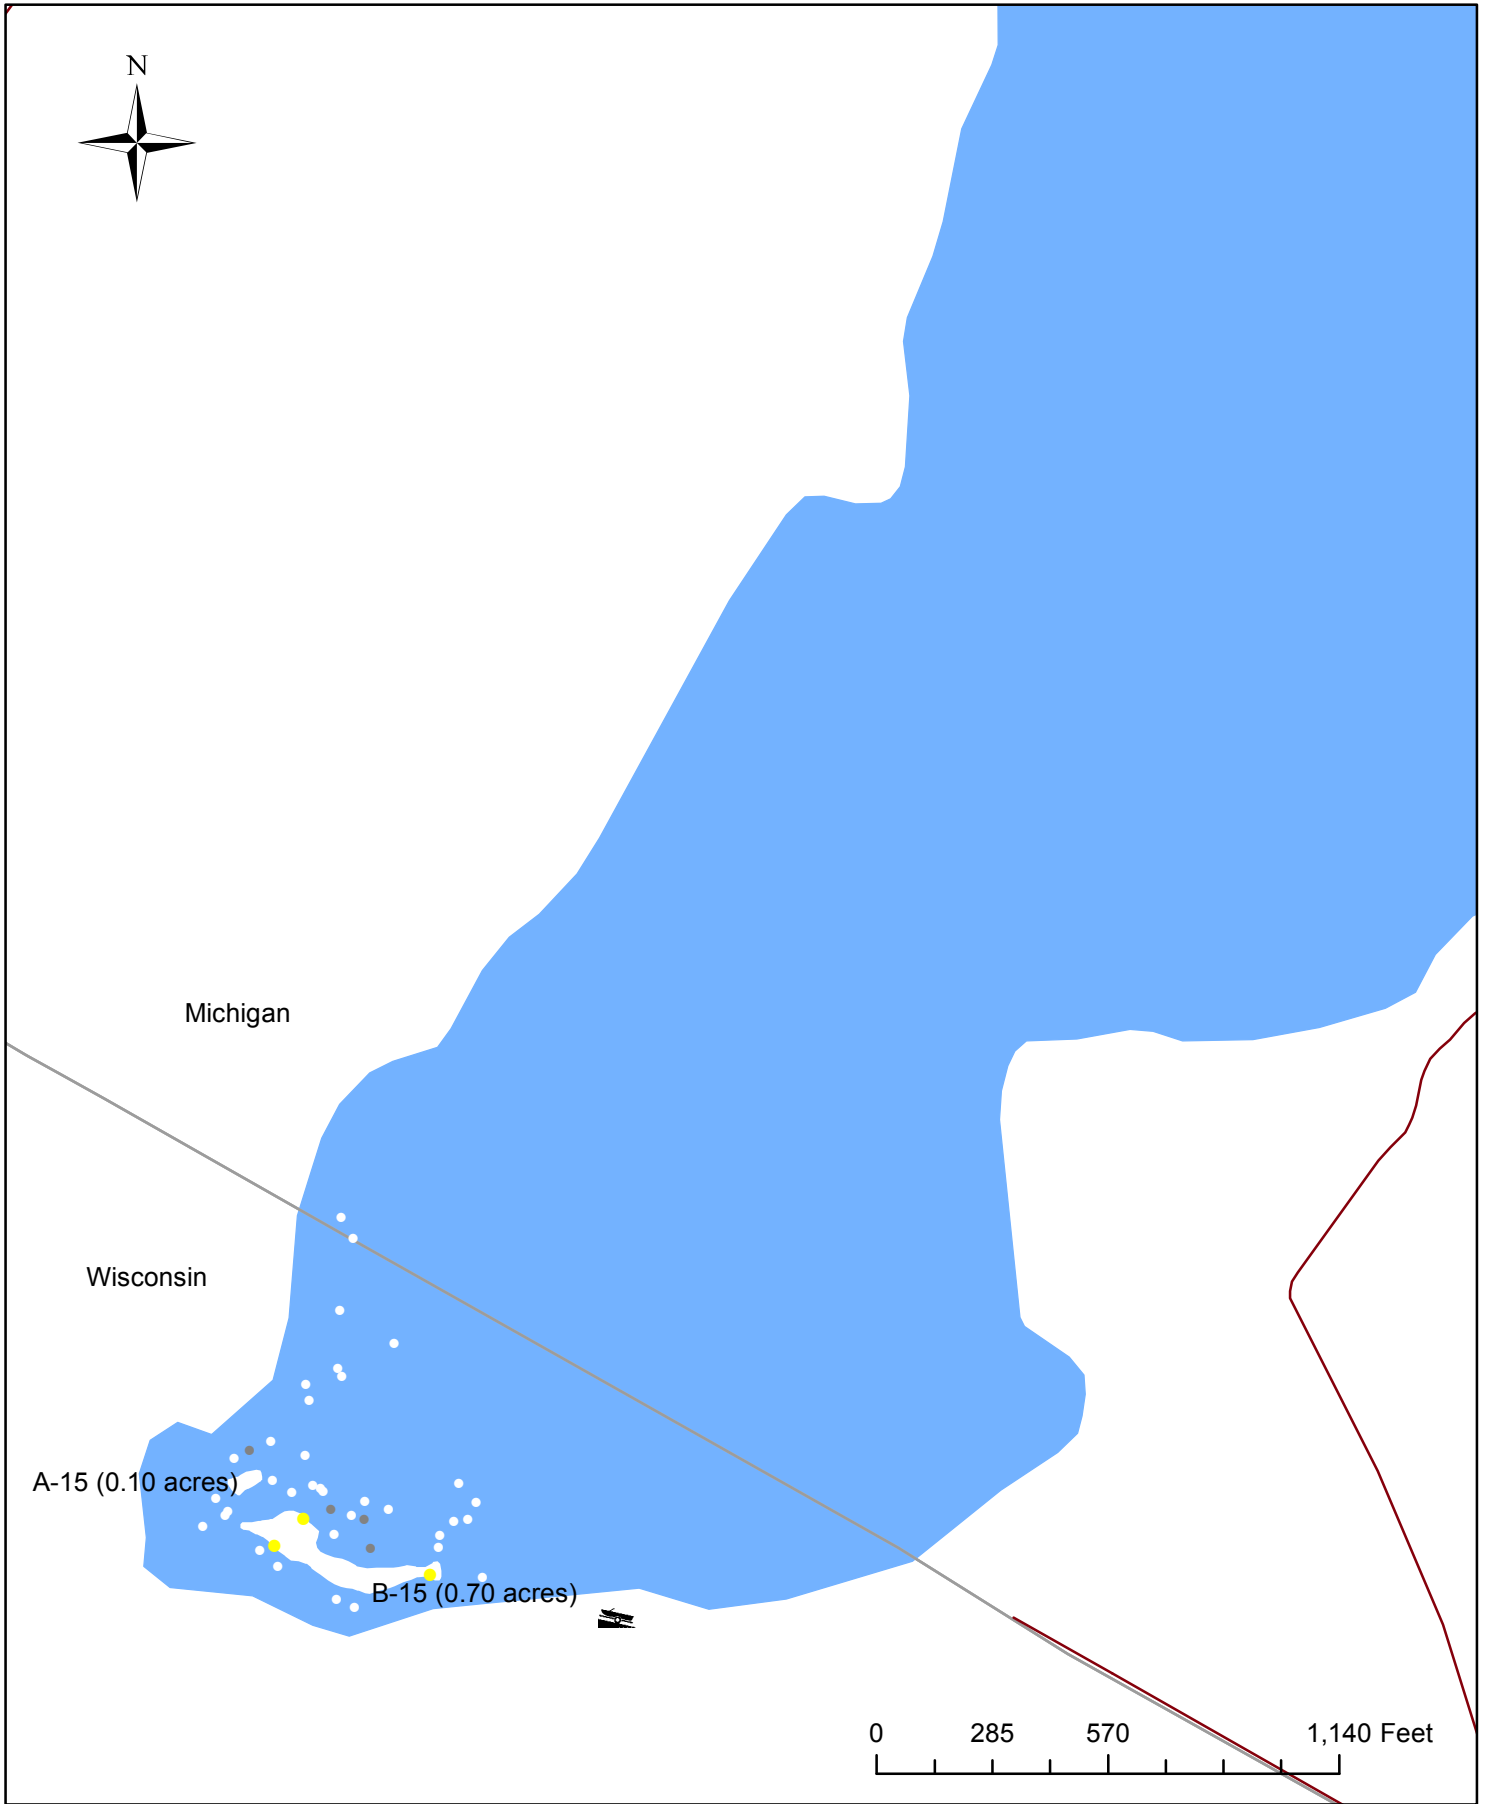 N
Michigan
Wisconsin
A-15 (0.10 acres)
B-15 (0.70 acres)
0 285 570 1,140 Feet